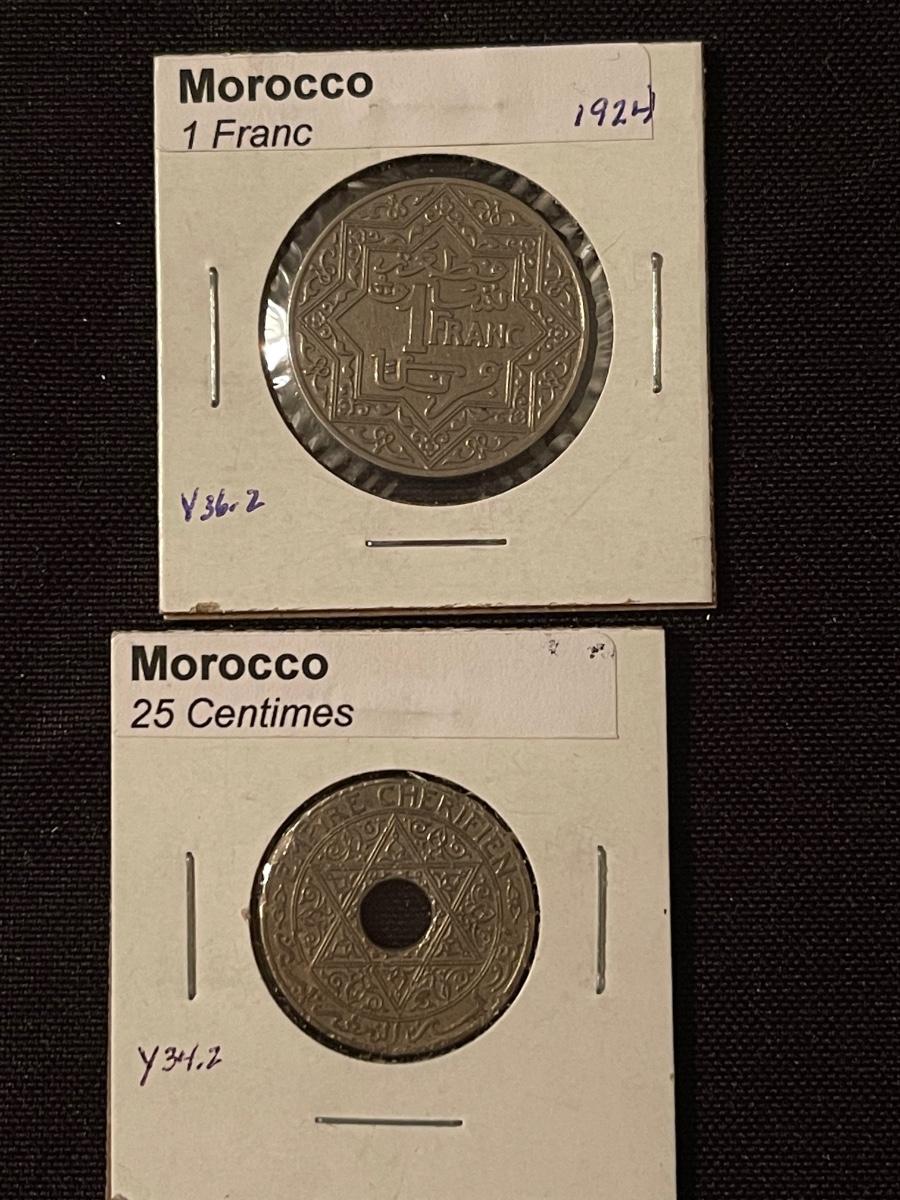 Morocco
1 Franc
1924
1 FRANC
Y36.2
Morocco
25 Centimes
EMPIRE CHERIFIEN
Y34.2